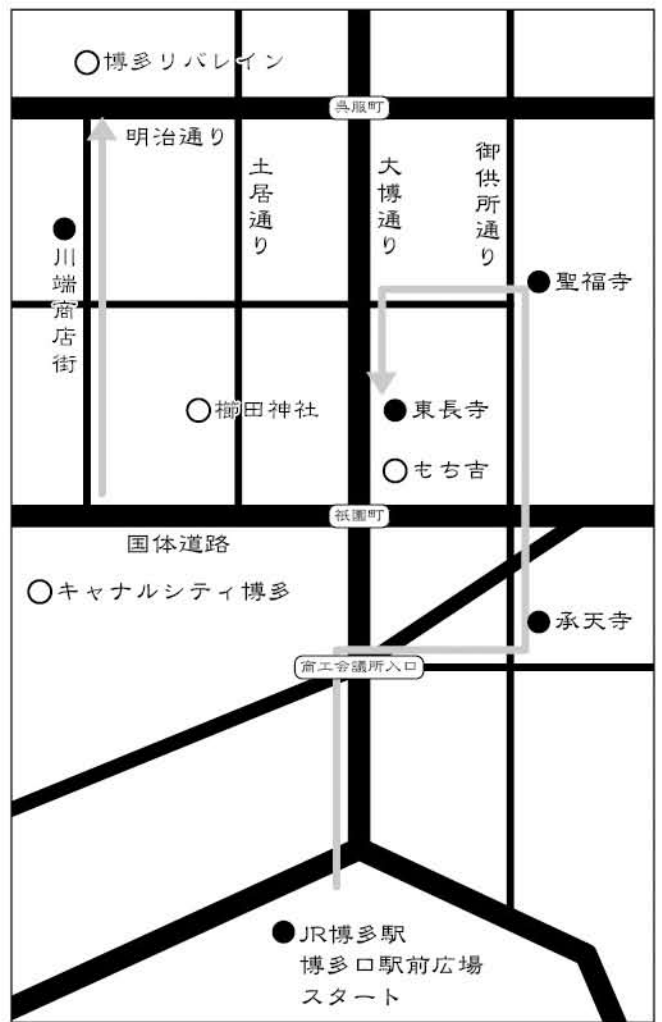 博多リバレイン
呉服町
明治通り
土居通り
大博通り
御供所通り
川端商店街
聖福寺
櫛田神社
東長寺
もち吉
祇園町
国体道路
キャナルシティ博多
承天寺
商工会議所入口
JR博多駅
博多口駅前広場
スタート